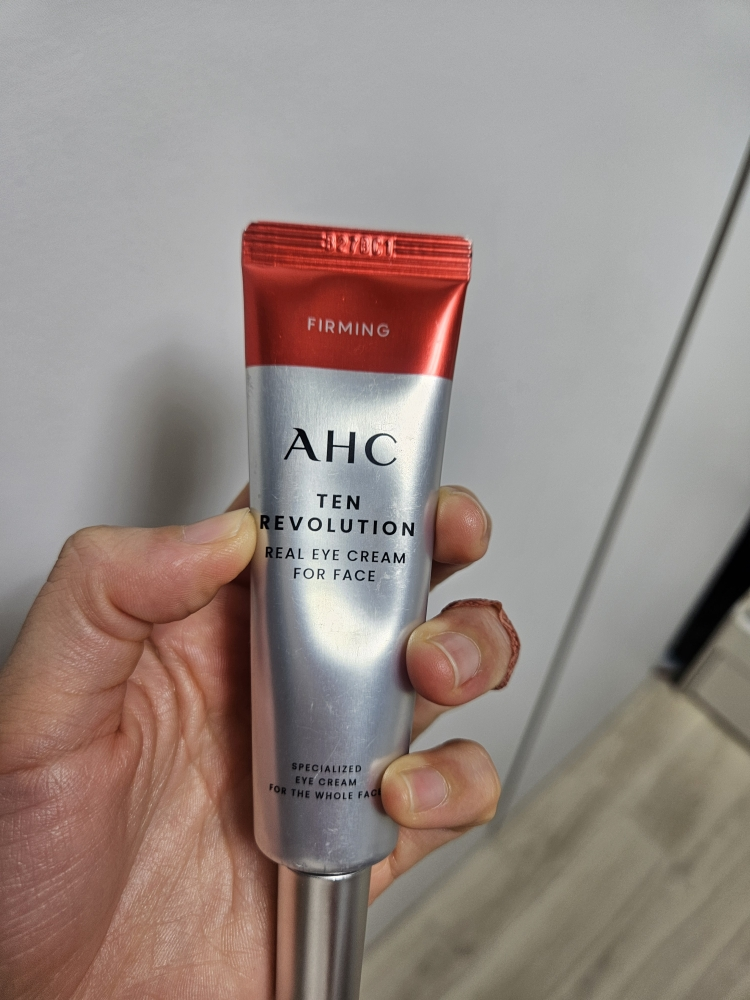 FIRMING
AHC
TEN
REVOLUTION
REAL EYE CREAM
FOR FACE
SPECIALIZED
EYE CREAM
FOR THE WHOLE FACE